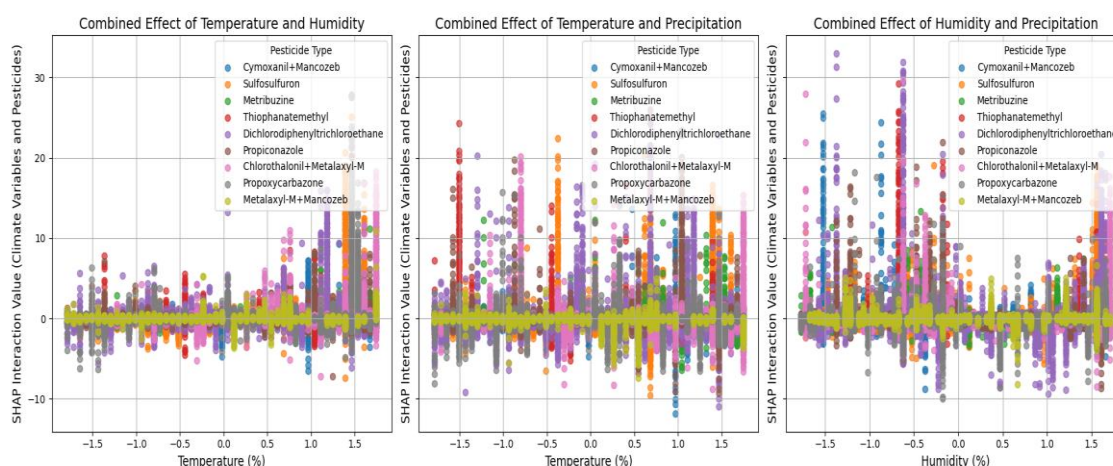 Combined Effect of Temperature and Humidity
SHAP Interaction Value (Climate Variables and Pesticides)
30
20
10
0
−10
Pesticide Type
Cymoxanil+Mancozeb
Sulfosulfuron
Metribuzine
Thiophanatemethyl
Dichlorodiphenyltrichloroethane
Propiconazole
Chlorothalonil+Metalaxyl-M
Propoxycarbazone
Metalaxyl-M+Mancozeb
−1.5 −1.0 −0.5 0.0 0.5 1.0 1.5
Temperature (%)
Combined Effect of Temperature and Precipitation
SHAP Interaction Value (Climate Variables and Pesticides)
Pesticide Type
Cymoxanil+Mancozeb
Sulfosulfuron
Metribuzine
Thiophanatemethyl
Dichlorodiphenyltrichloroethane
Propiconazole
Chlorothalonil+Metalaxyl-M
Propoxycarbazone
Metalaxyl-M+Mancozeb
−1.5 −1.0 −0.5 0.0 0.5 1.0 1.5
Temperature (%)
Combined Effect of Humidity and Precipitation
SHAP Interaction Value (Climate Variables and Pesticides)
Pesticide Type
Cymoxanil+Mancozeb
Sulfosulfuron
Metribuzine
Thiophanatemethyl
Dichlorodiphenyltrichloroethane
Propiconazole
Chlorothalonil+Metalaxyl-M
Propoxycarbazone
Metalaxyl-M+Mancozeb
−1.5 −1.0 −0.5 0.0 0.5 1.0 1.5
Humidity (%)